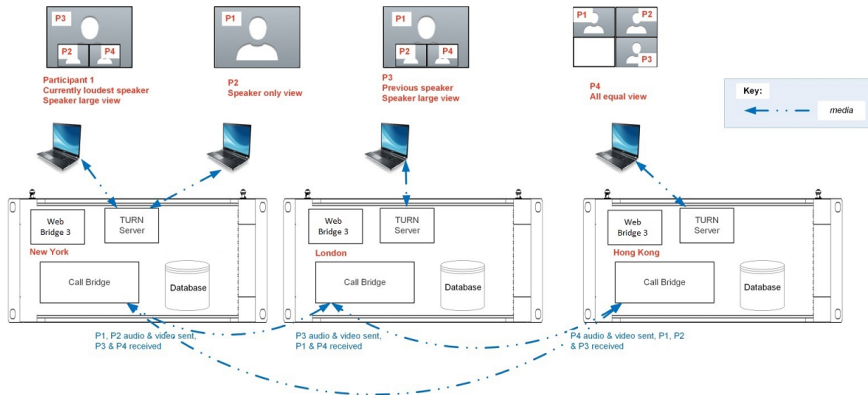 P3
P2
P4
P1
P1
P2
P4
P1
P2
P3
Participant 1
Currently loudest speaker
Speaker large view
P2
Speaker only view
P3
Previous speaker
Speaker large view
P4
All equal view
Key:
media
Web
Bridge 3
TURN
Server
New York
Call Bridge
Database
Web
Bridge 3
TURN
Server
London
Call Bridge
Database
Web
Bridge 3
TURN
Server
Hong Kong
Call Bridge
Database
P1, P2 audio & video sent,
P3 & P4 received
P3 audio & video sent,
P1 & P4 received
P4 audio & video sent, P1, P2
& P3 received